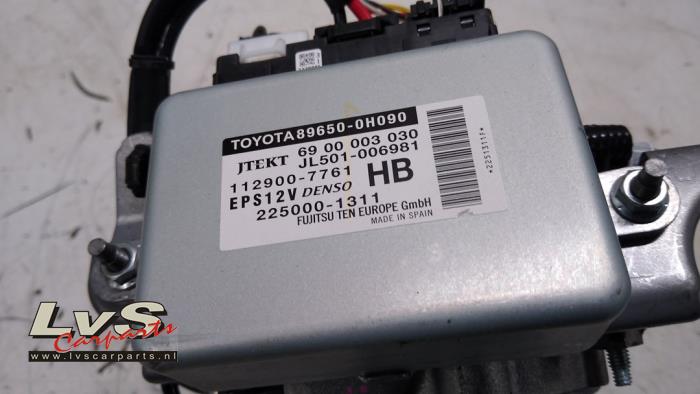 TOYOTA89650-0H090
JTEKT 69 00 003 030
JL501-006981
112900-7761
EPS12V DENSO HB
225000-1311
FUJITSU TEN EUROPE GmbH
MADE IN SPAIN
*2251311F*
LvS
Carparts
www.lvscarparts.nl